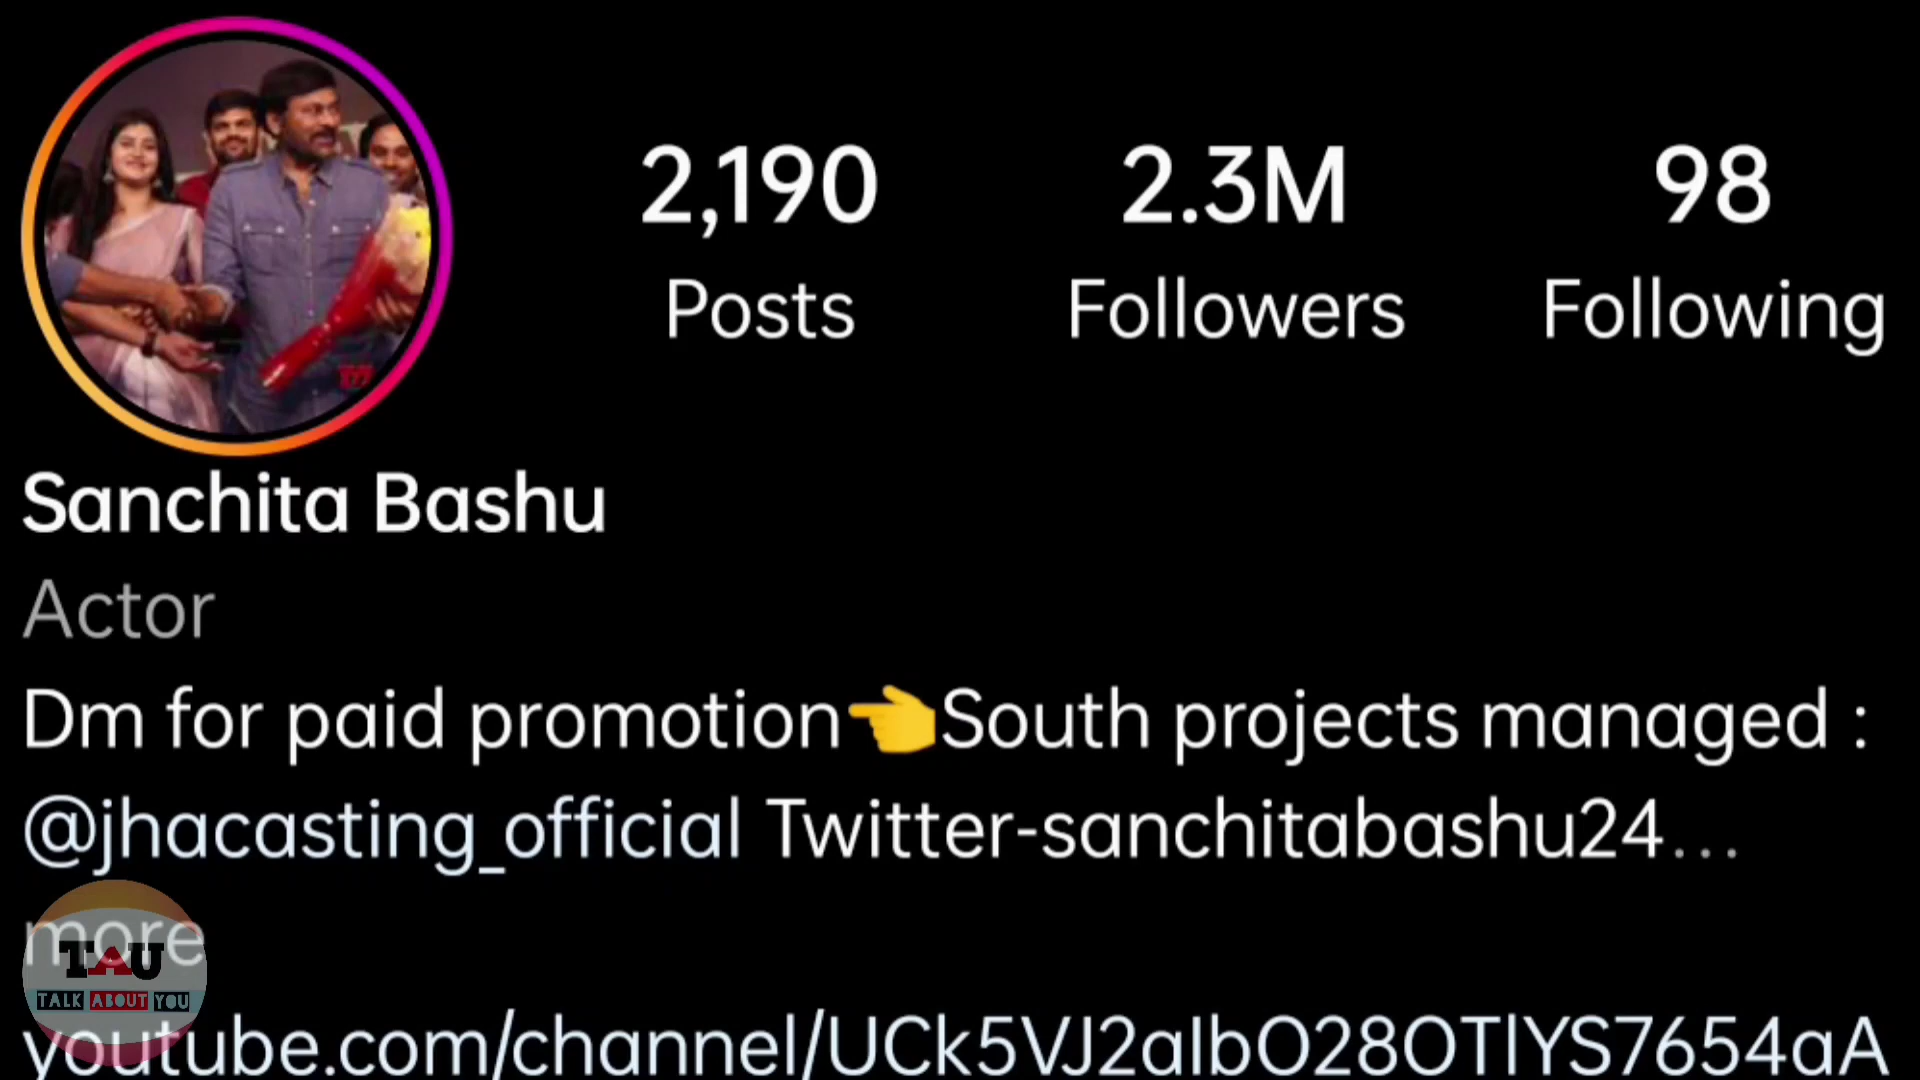 2,190 2.3M 98
Posts Followers Following
Sanchita Bashu
Actor
Dm for paid promotion👈South projects managed :
@jhacasting_official Twitter-sanchitabashu24...
more
TAU
TALK ABOUT YOU
youtube.com/channel/UCk5VJ2aIbO28OTlYS7654aA